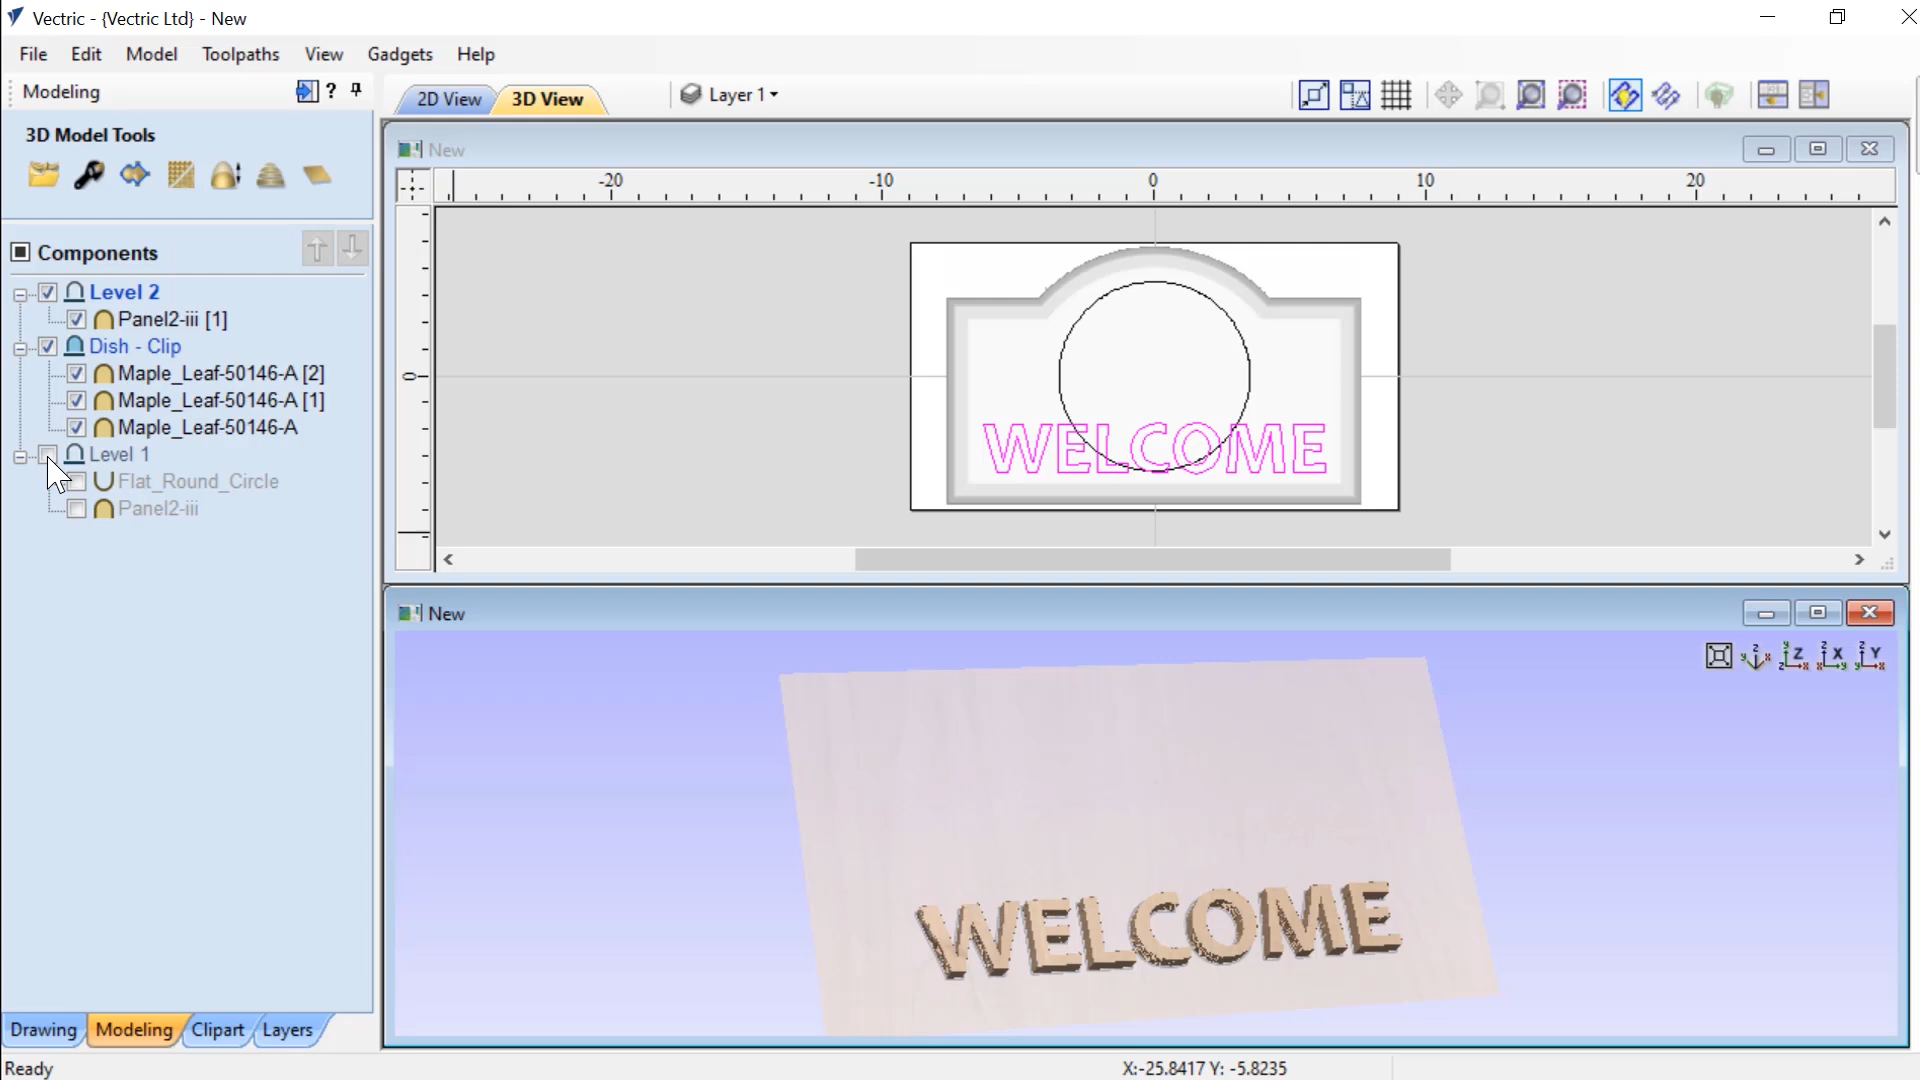 Vectric - {Vectric Ltd} - New
File Edit Model Toolpaths View Gadgets Help
Modeling ?
2D View 3D View Layer 1
3D Model Tools
New
-20 -10 0 10 20
Components
Level 2
Panel2-iii [1]
Dish - Clip
Maple_Leaf-50146-A [2]
Maple_Leaf-50146-A [1]
Maple_Leaf-50146-A
Level 1
Flat_Round_Circle
Panel2-iii
0
WELCOME
New
WELCOME
Drawing Modeling Clipart Layers
Ready
X:-25.8417 Y: -5.8235